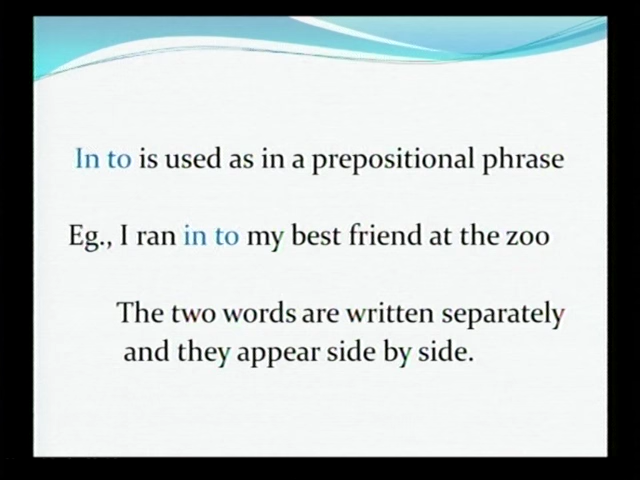 In to is used as in a prepositional phrase
Eg., I ran in to my best friend at the zoo
The two words are written separately
and they appear side by side.